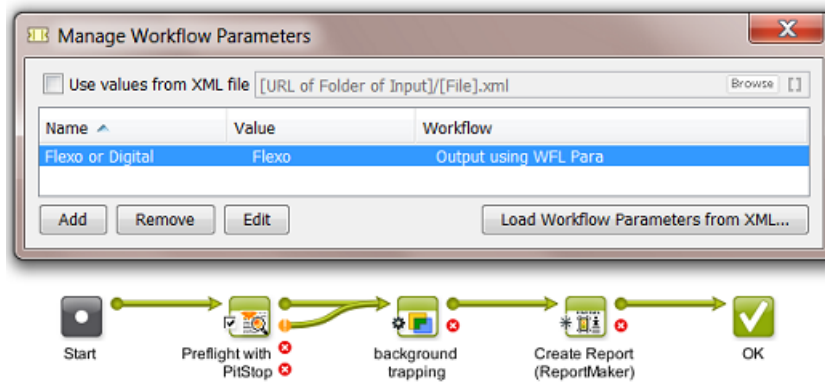 Manage Workflow Parameters
Use values from XML file [URL of Folder of Input]/[File].xml Browse []
Name Value Workflow
Flexo or Digital Flexo Output using WFL Para
Add Remove Edit Load Workflow Parameters from XML...
Start Preflight with PitStop background trapping Create Report (ReportMaker) OK